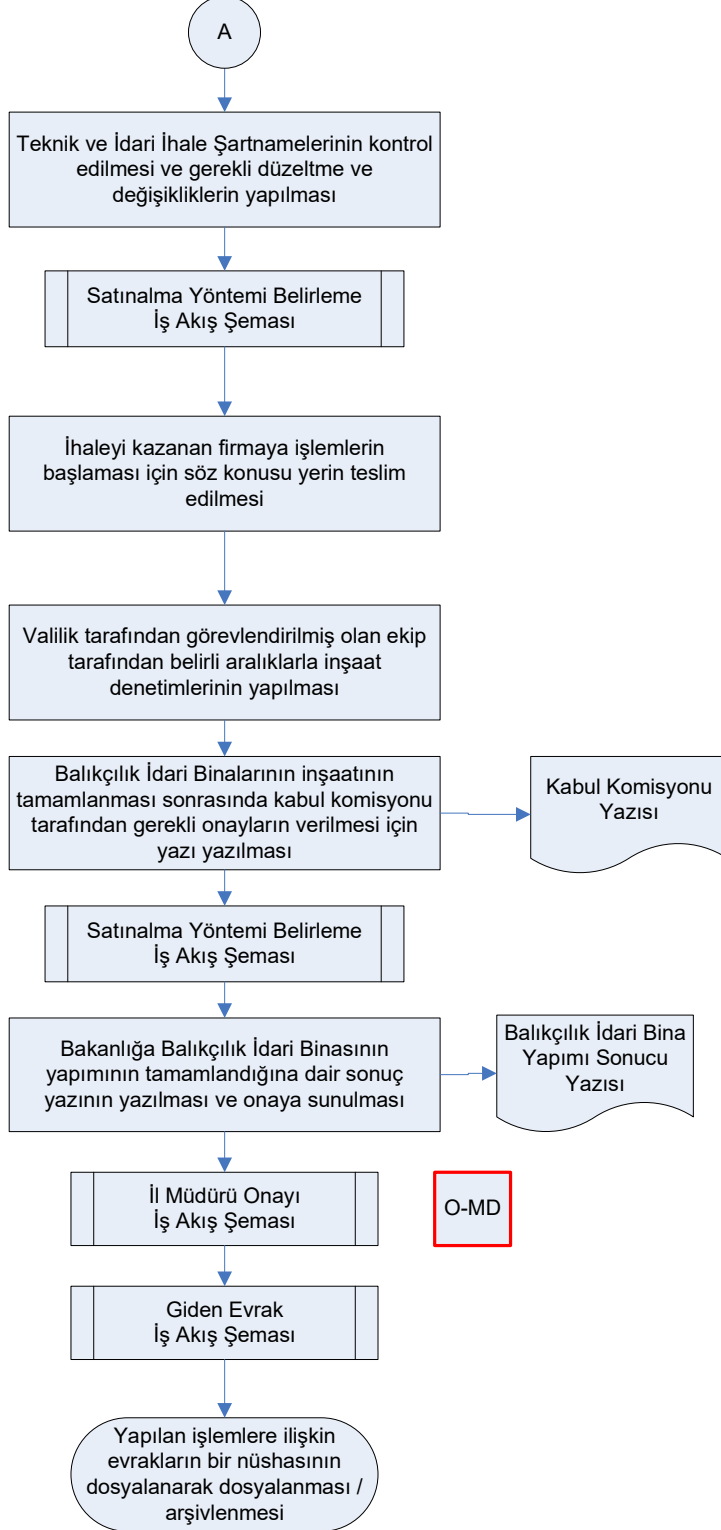 A
Teknik ve İdari İhale Şartnamelerinin kontrol
edilmesi ve gerekli düzeltme ve
değişikliklerin yapılması
Satınalma Yöntemi Belirleme
İş Akış Şeması
İhaleyi kazanan firmaya işlemlerin
başlaması için söz konusu yerin teslim
edilmesi
Valilik tarafından görevlendirilmiş olan ekip
tarafından belirli aralıklarla inşaat
denetimlerinin yapılması
Balıkçılık İdari Binalarının inşaatının
tamamlanması sonrasında kabul komisyonu
tarafından gerekli onayların verilmesi için
yazı yazılması
Kabul Komisyonu
Yazısı
Satınalma Yöntemi Belirleme
İş Akış Şeması
Bakanlığa Balıkçılık İdari Binasının
yapımının tamamlandığına dair sonuç
yazının yazılması ve onaya sunulması
Balıkçılık İdari Bina
Yapımı Sonucu
Yazısı
İl Müdürü Onayı
İş Akış Şeması
O-MD
Giden Evrak
İş Akış Şeması
Yapılan işlemlere ilişkin
evrakların bir nüshasının
dosyalanarak dosyalanması /
arşivlenmesi